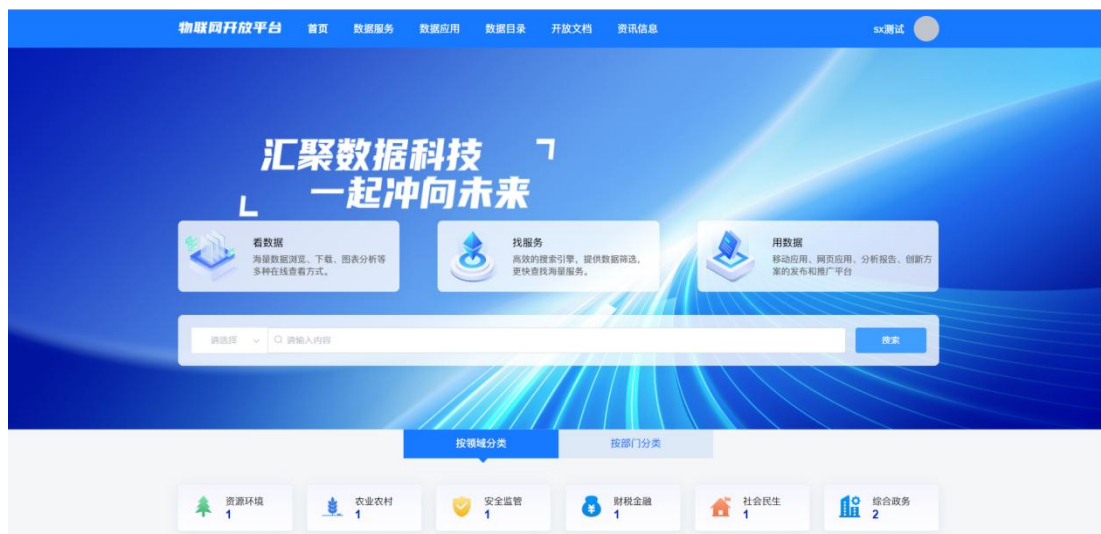 物联网开放平台 首页 数据服务 数据应用 数据目录 开放文档 资讯信息 sx测试
汇聚数据科技
一起冲向未来
看数据
海量数据浏览、下载、图表分析等
多种在线查看方式。
找服务
高效的搜索引擎，提供数据筛选，
更快查找海量服务。
用数据
移动应用、网页应用、分析报告、创新方
案的发布和推广平台
请选择 请输入内容 搜索
按领域分类 按部门分类
资源环境
1
农业农村
1
安全监管
1
财税金融
1
社会民生
1
综合政务
2